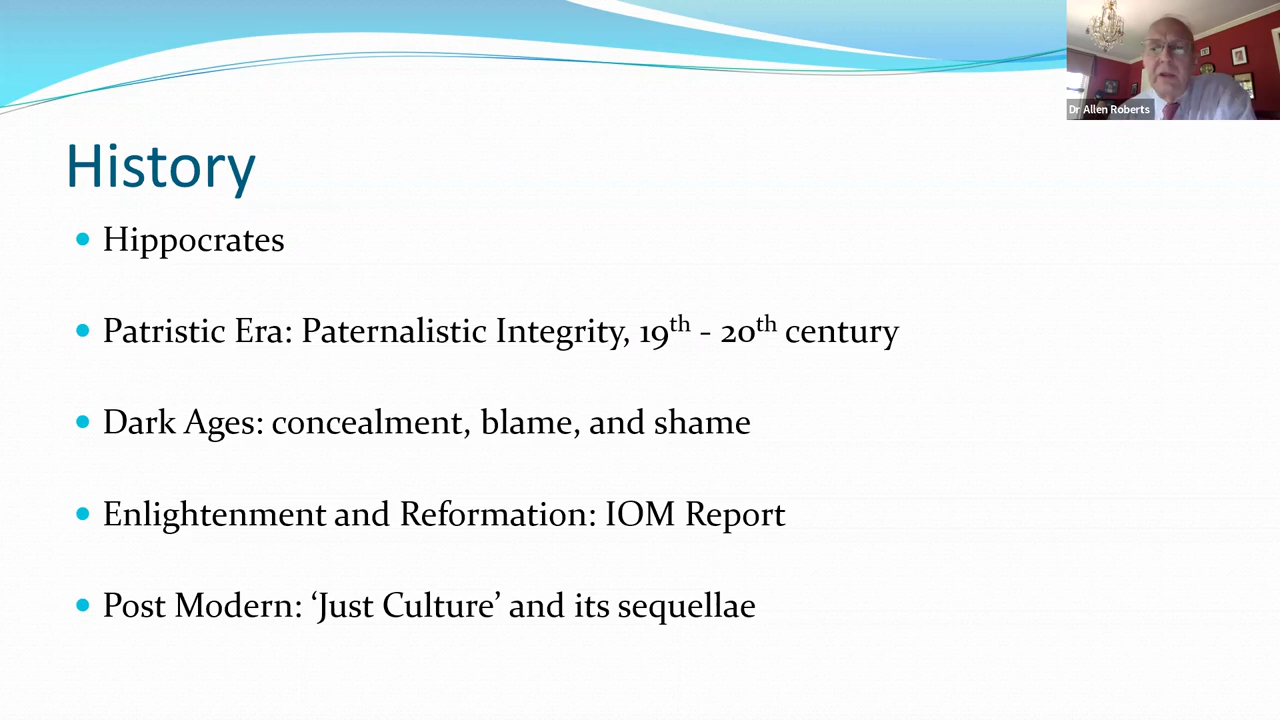 Dr Allen Roberts
History
• Hippocrates
• Patristic Era: Paternalistic Integrity, 19th - 20th century
• Dark Ages: concealment, blame, and shame
• Enlightenment and Reformation: IOM Report
• Post Modern: ‘Just Culture’ and its sequellae